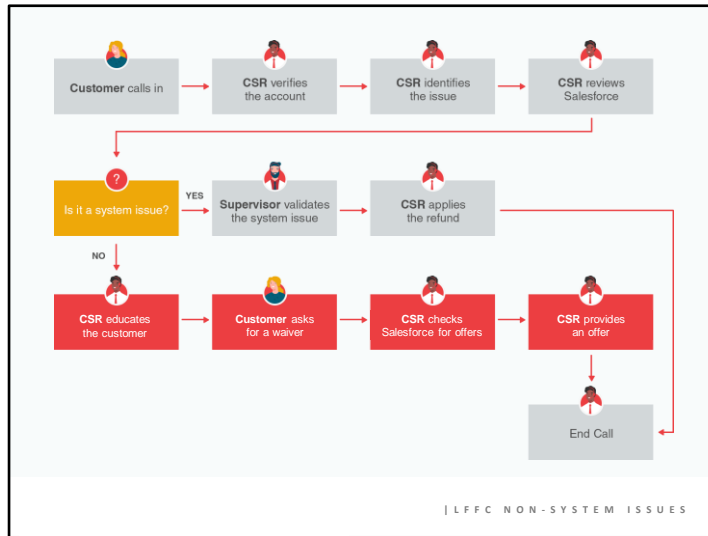 Customer calls in
CSR verifies
the account
CSR identifies
the issue
CSR reviews
Salesforce
?
Is it a system issue?
YES
Supervisor validates
the system issue
CSR applies
the refund
NO
CSR educates
the customer
Customer asks
for a waiver
CSR checks
Salesforce for offers
CSR provides
an offer
End Call
| LFFC NON-SYSTEM ISSUES